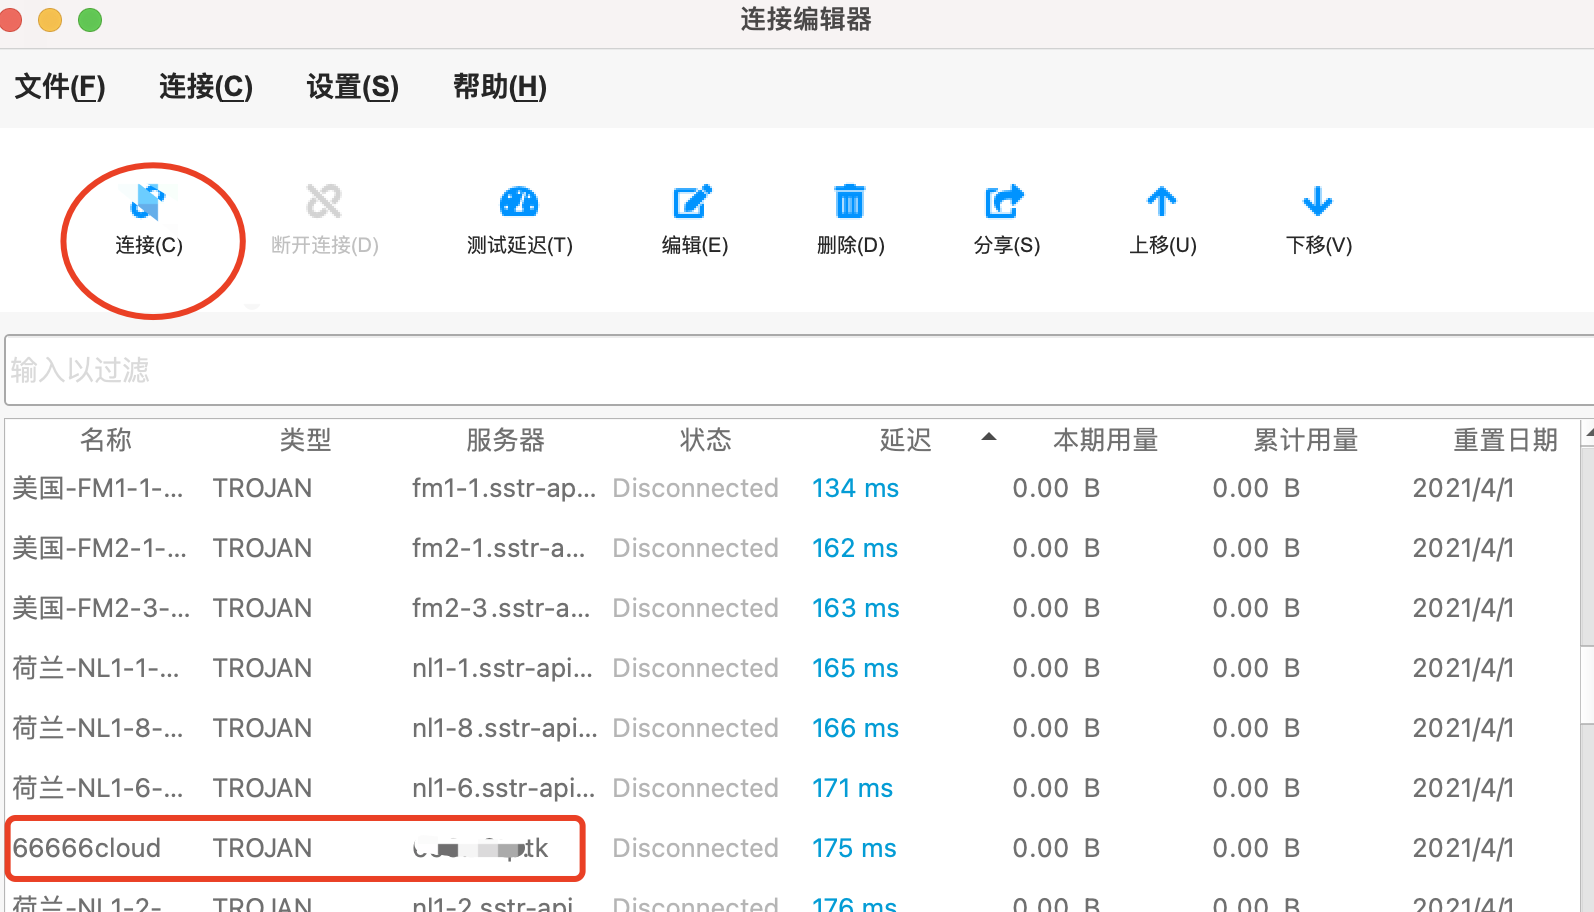 连接编辑器
文件(F) 连接(C) 设置(S) 帮助(H)
连接(C) 断开连接(D) 测试延迟(T) 编辑(E) 删除(D) 分享(S) 上移(U) 下移(V)
输入以过滤
名称 类型 服务器 状态 延迟 本期用量 累计用量 重置日期
美国-FM1-1-... TROJAN fm1-1.sstr-ap... Disconnected 134 ms 0.00 B 0.00 B 2021/4/1
美国-FM2-1-... TROJAN fm2-1.sstr-a... Disconnected 162 ms 0.00 B 0.00 B 2021/4/1
美国-FM2-3-... TROJAN fm2-3.sstr-a... Disconnected 163 ms 0.00 B 0.00 B 2021/4/1
荷兰-NL1-1-... TROJAN nl1-1.sstr-api... Disconnected 165 ms 0.00 B 0.00 B 2021/4/1
荷兰-NL1-8-... TROJAN nl1-8.sstr-api... Disconnected 166 ms 0.00 B 0.00 B 2021/4/1
荷兰-NL1-6-... TROJAN nl1-6.sstr-api... Disconnected 171 ms 0.00 B 0.00 B 2021/4/1
66666cloud TROJAN Disconnected 175 ms 0.00 B 0.00 B 2021/4/1
荷兰-NL1-2- TROJAN nl1-2.sstr-api Disconnected 176 ms 0.00 B 0.00 B 2021/4/1